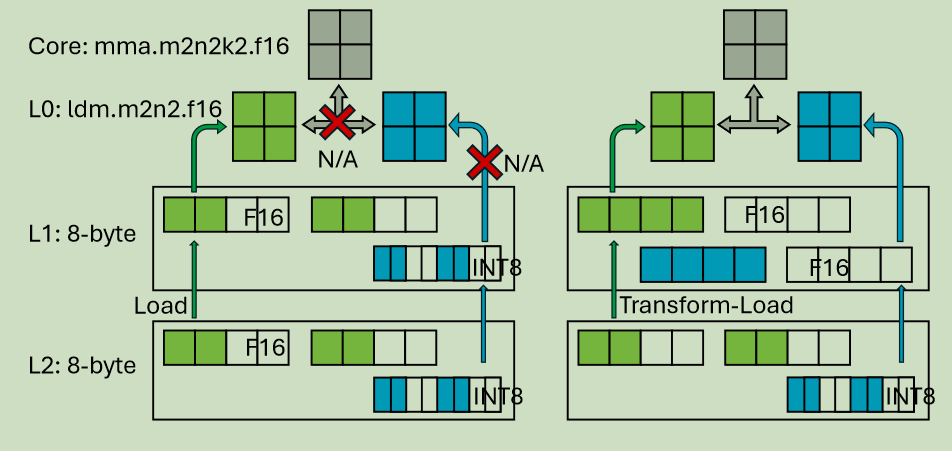 Core: mma.m2n2k2.f16
L0: ldm.m2n2.f16
N/A
N/A
F16
F16
L1: 8-byte
INT8
F16
Load
Transform-Load
F16
L2: 8-byte
INT8
INT8